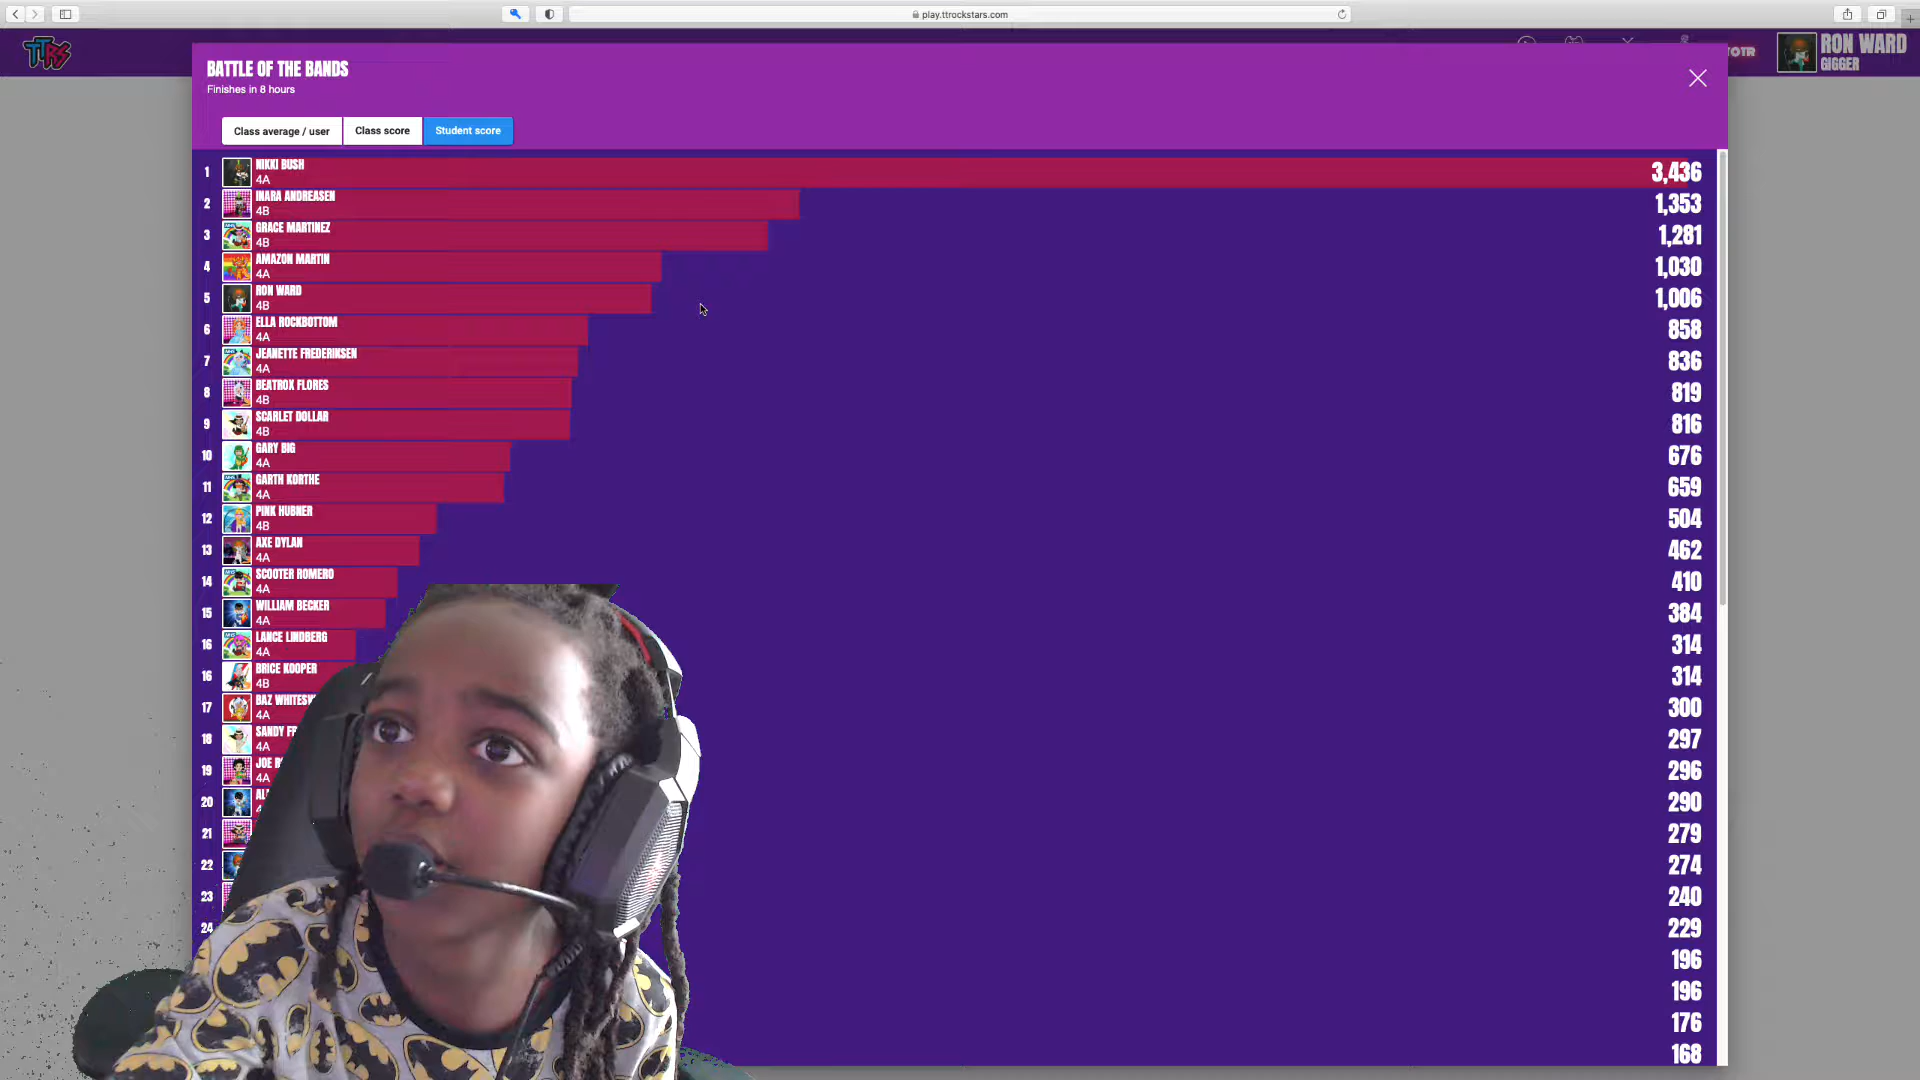 play.ttrockstars.com
TTRS
RON WARD
GIGGER
BATTLE OF THE BANDS
Finishes in 8 hours
Class average / user Class score Student score
1 NIKKI BUSH 3,436
4A
2 INARA ANDREASEN 1,353
4B
3 GRACE MARTINEZ 1,281
4B
4 AMAZON MARTIN 1,030
4A
5 RON WARD 1,006
4B
6 ELLA ROCKBOTTOM 858
4A
7 JEANETTE FREDERIKSEN 836
4A
8 BEATROX FLORES 819
4B
9 SCARLET DOLLAR 816
4B
10 GARY BIG 676
4A
11 GARTH KORTHE 659
4A
12 PINK HUBNER 504
4B
13 AXE DYLAN 462
4A
14 SCOOTER ROMERO 410
4A
15 WILLIAM BECKER 384
4A
16 LANCE LINDBERG 314
4A
16 BRICE KOOPER 314
4B
17 BAZ 300
4A
18 SANDY 297
4A
19 JOE 296
4A
20 290
21 279
22 274
23 240
24 229
196
196
176
168